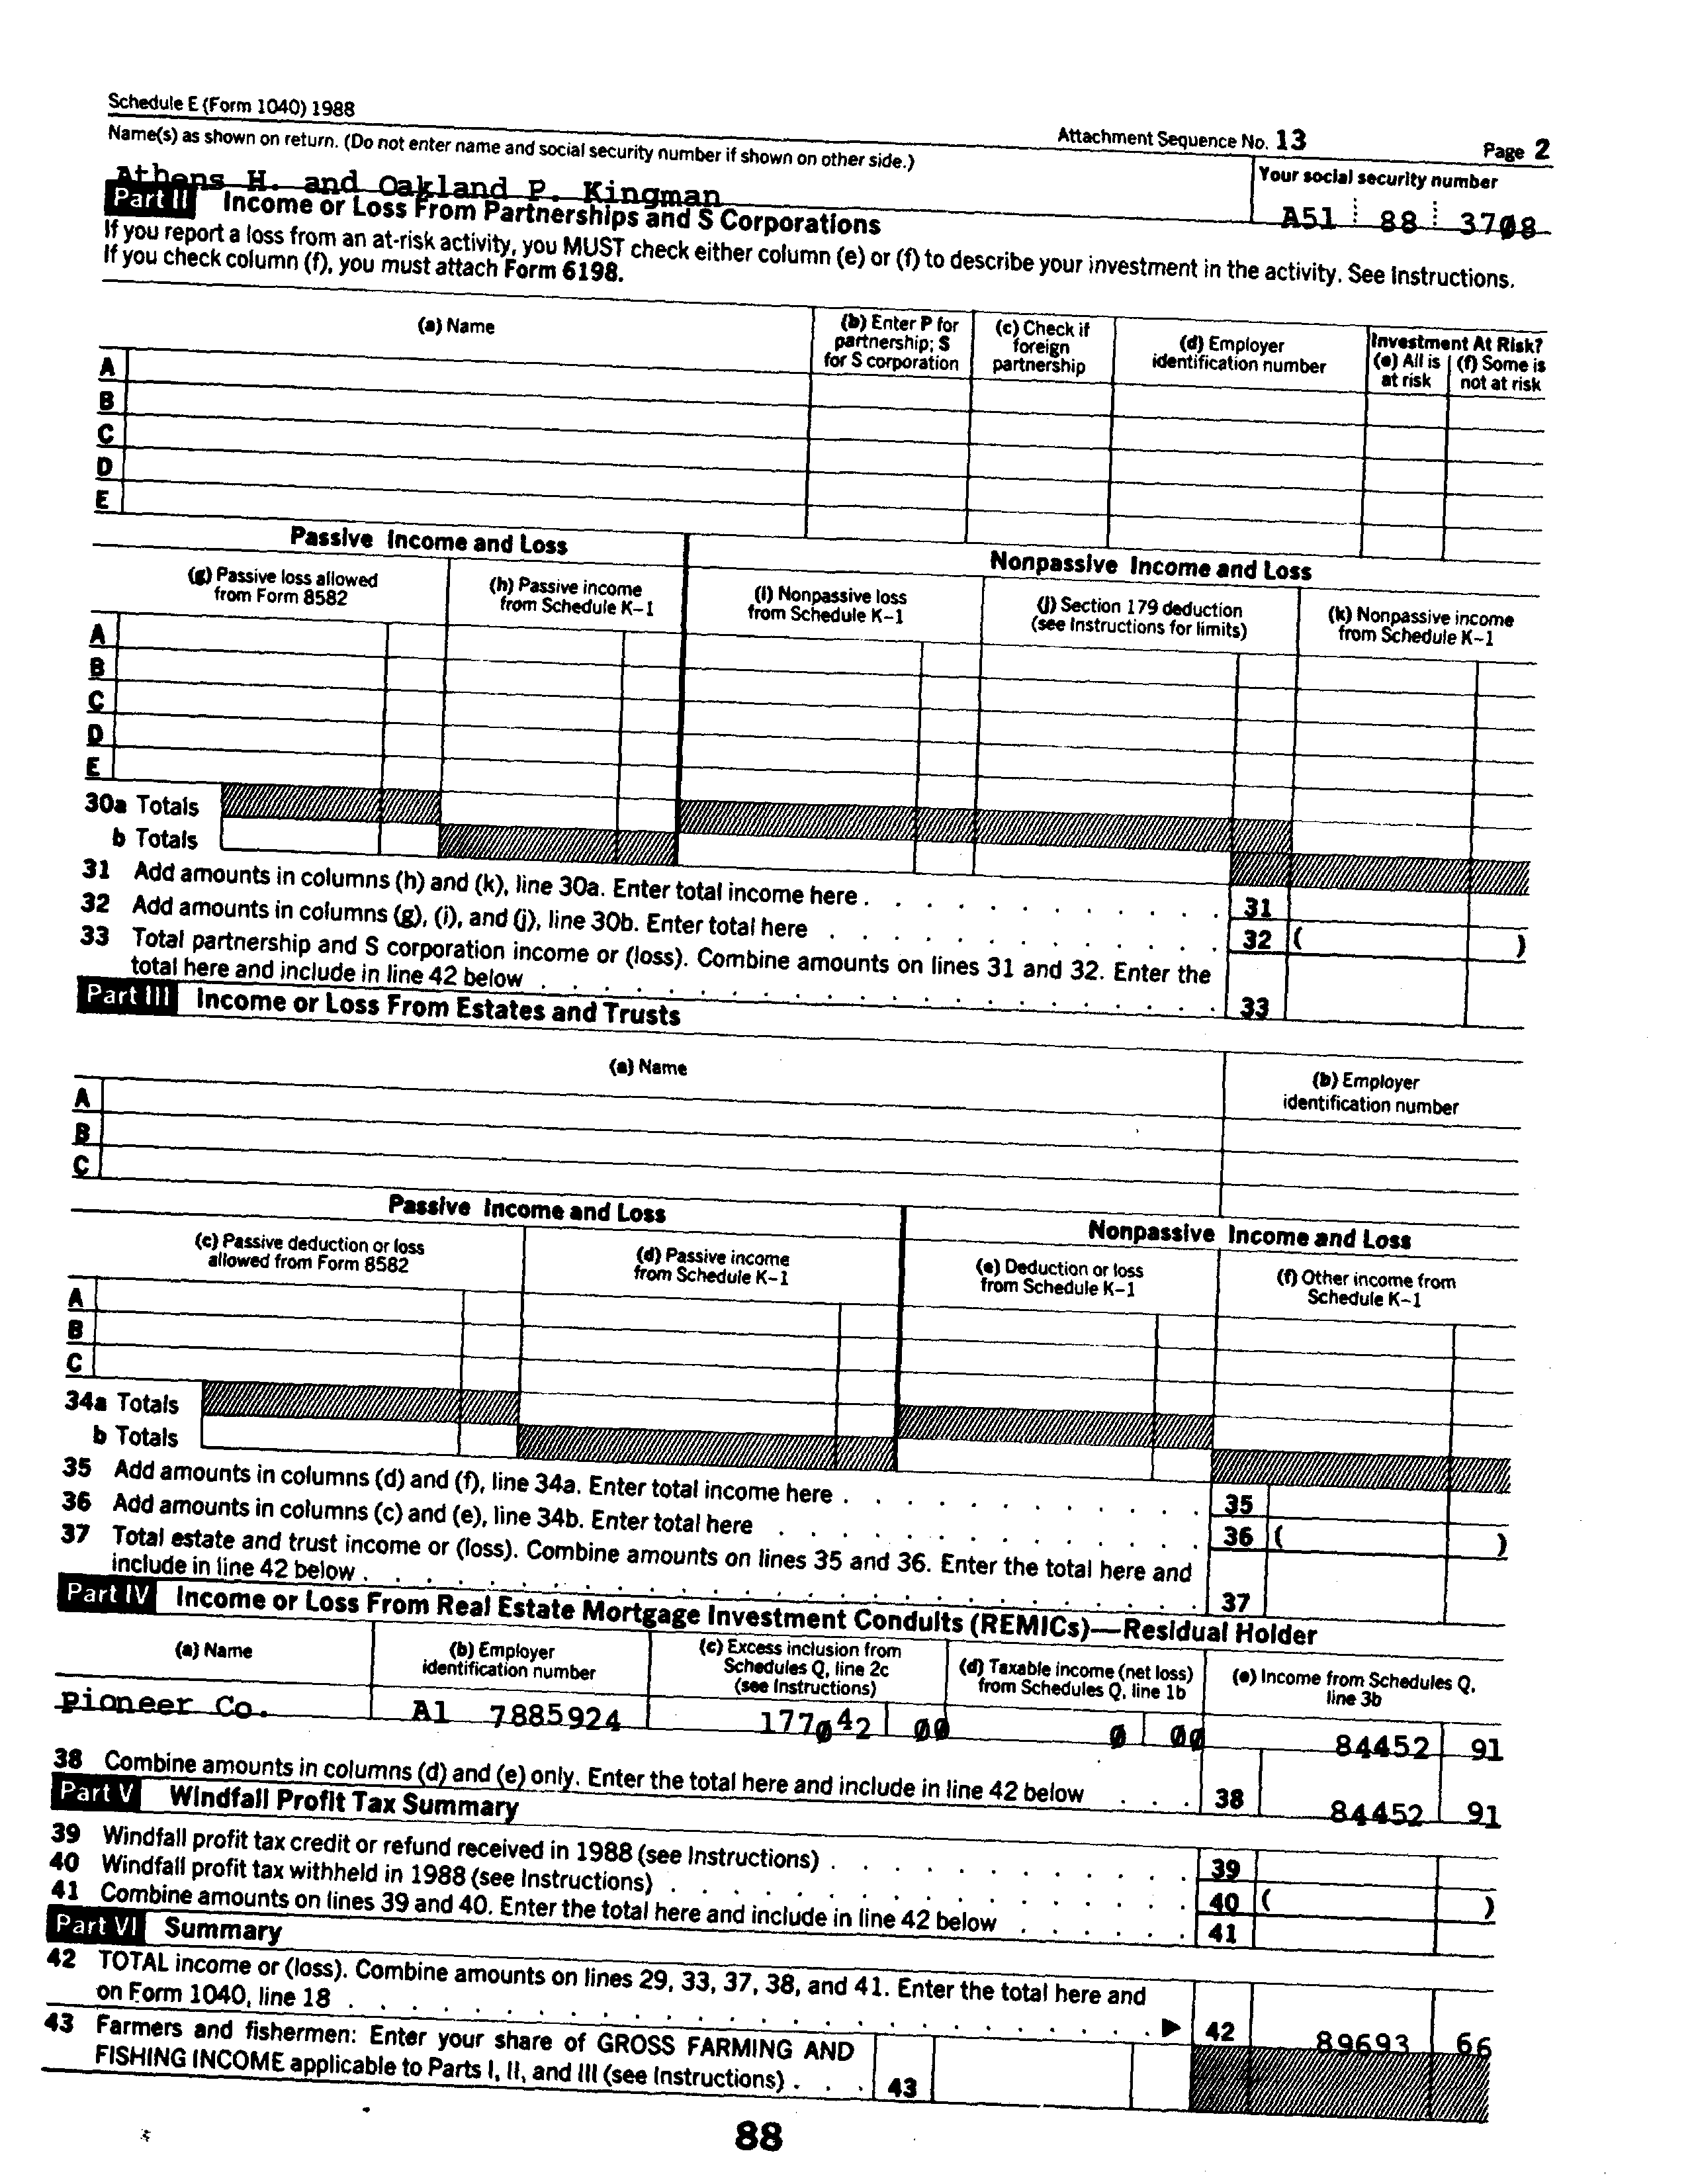 Schedule E (Form 1040) 1988
Attachment Sequence No. 13
Page 2
Name(s) as shown on return. (Do not enter name and social security number if shown on other side.)
Your social security number
Athens H. and Oakland P. Kingman
A51 88 3708
Part II Income or Loss From Partnerships and S Corporations
If you report a loss from an at-risk activity, you MUST check either column (e) or (f) to describe your investment in the activity. See Instructions.
If you check column (f), you must attach Form 6198.
(a) Name
(b) Enter P for partnership; S for S corporation
(c) Check if foreign partnership
(d) Employer identification number
Investment At Risk?
(e) All is at risk
(f) Some is not at risk
A
B
C
D
E
Passive Income and Loss
Nonpassive Income and Loss
(g) Passive loss allowed from Form 8582
(h) Passive income from Schedule K-1
(i) Nonpassive loss from Schedule K-1
(j) Section 179 deduction (see Instructions for limits)
(k) Nonpassive income from Schedule K-1
A
B
C
D
E
30a Totals
b Totals
31 Add amounts in columns (h) and (k), line 30a. Enter total income here . . . . . . . . . . . . 31
32 Add amounts in columns (g), (i), and (j), line 30b. Enter total here . . . . . . . . . . . . . 32 ( )
33 Total partnership and S corporation income or (loss). Combine amounts on lines 31 and 32. Enter the
total here and include in line 42 below . . . . . . . . . . . . . . . . . . . . . . 33
Part III Income or Loss From Estates and Trusts
(a) Name
(b) Employer identification number
A
B
C
Passive Income and Loss
Nonpassive Income and Loss
(c) Passive deduction or loss allowed from Form 8582
(d) Passive income from Schedule K-1
(e) Deduction or loss from Schedule K-1
(f) Other income from Schedule K-1
A
B
C
34a Totals
b Totals
35 Add amounts in columns (d) and (f), line 34a. Enter total income here . . . . . . . . . . . . 35
36 Add amounts in columns (c) and (e), line 34b. Enter total here . . . . . . . . . . . . . . 36 ( )
37 Total estate and trust income or (loss). Combine amounts on lines 35 and 36. Enter the total here and
include in line 42 below . . . . . . . . . . . . . . . . . . . . . . . . . . . 37
Part IV Income or Loss From Real Estate Mortgage Investment Conduits (REMICs)—Residual Holder
(a) Name
(b) Employer identification number
(c) Excess inclusion from Schedules Q, line 2c (see Instructions)
(d) Taxable income (net loss) from Schedules Q, line 1b
(e) Income from Schedules Q, line 3b
Pioneer Co. A1 7885924 177042 00 0 00 84452 91
38 Combine amounts in columns (d) and (e) only. Enter the total here and include in line 42 below . . . 38 84452 91
Part V Windfall Profit Tax Summary
39 Windfall profit tax credit or refund received in 1988 (see Instructions) . . . . . . . . . . . . 39
40 Windfall profit tax withheld in 1988 (see Instructions) . . . . . . . . . . . . . . . . . 40 ( )
41 Combine amounts on lines 39 and 40. Enter the total here and include in line 42 below . . . . . . 41
Part VI Summary
42 TOTAL income or (loss). Combine amounts on lines 29, 33, 37, 38, and 41. Enter the total here and
on Form 1040, line 18 . . . . . . . . . . . . . . . . . . . . . . . . . . ▶ 42 89693 66
43 Farmers and fishermen: Enter your share of GROSS FARMING AND
FISHING INCOME applicable to Parts I, II, and III (see Instructions) . . . 43
88